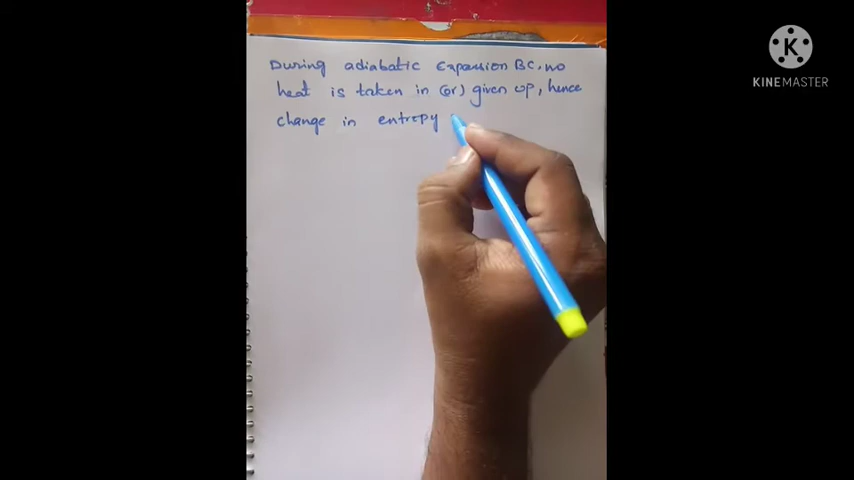 During adiabatic Expansion BC, no
heat is taken in (or) given up, hence
change in entropy
K
KINEMASTER